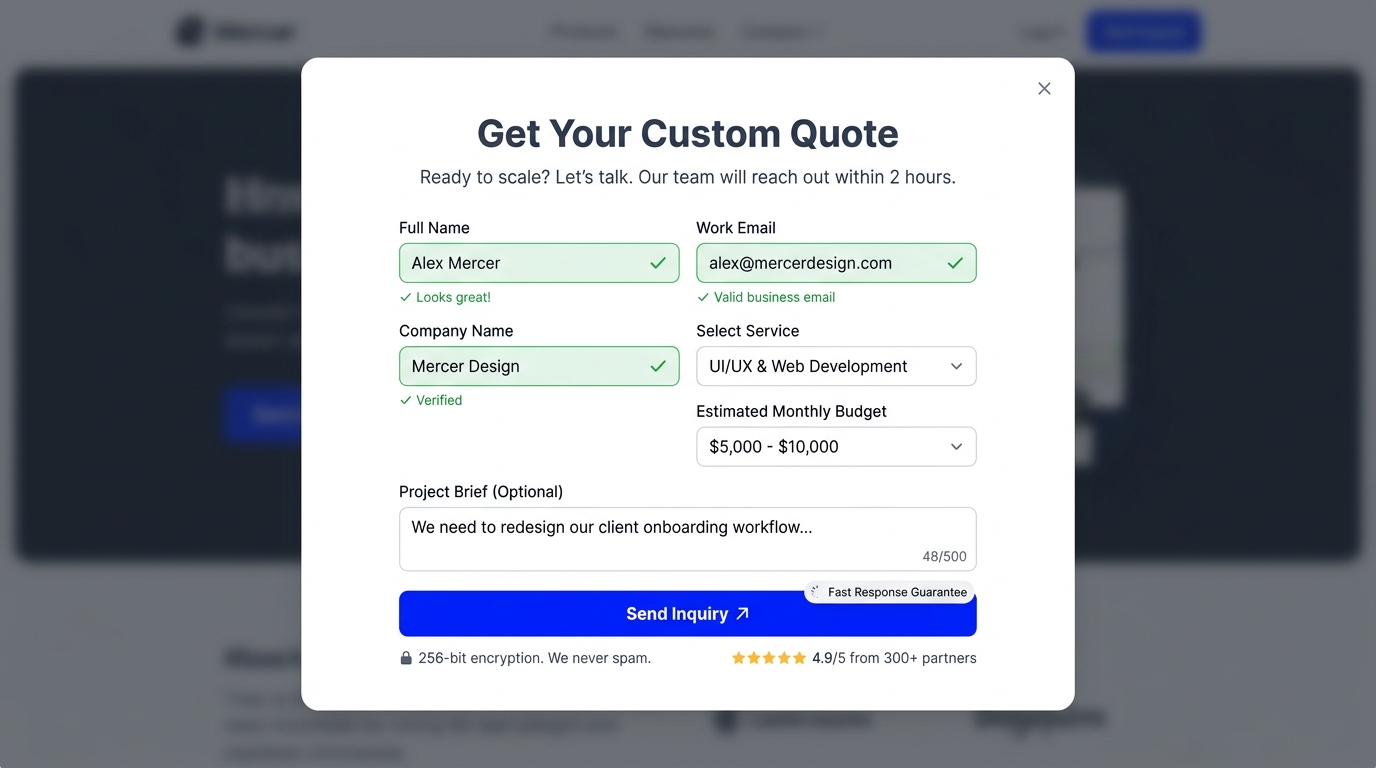 Mercer
Get Your Custom Quote
Ready to scale? Let's talk. Our team will reach out within 2 hours.
Full Name
Alex Mercer
Looks great!
Work Email
alex@mercerdesign.com
Valid business email
Company Name
Mercer Design
Verified
Select Service
UI/UX & Web Development
Estimated Monthly Budget
$5,000 - $10,000
Project Brief (Optional)
We need to redesign our client onboarding workflow...
48/500
Fast Response Guarantee
Send Inquiry
256-bit encryption. We never spam.
4.9/5 from 300+ partners